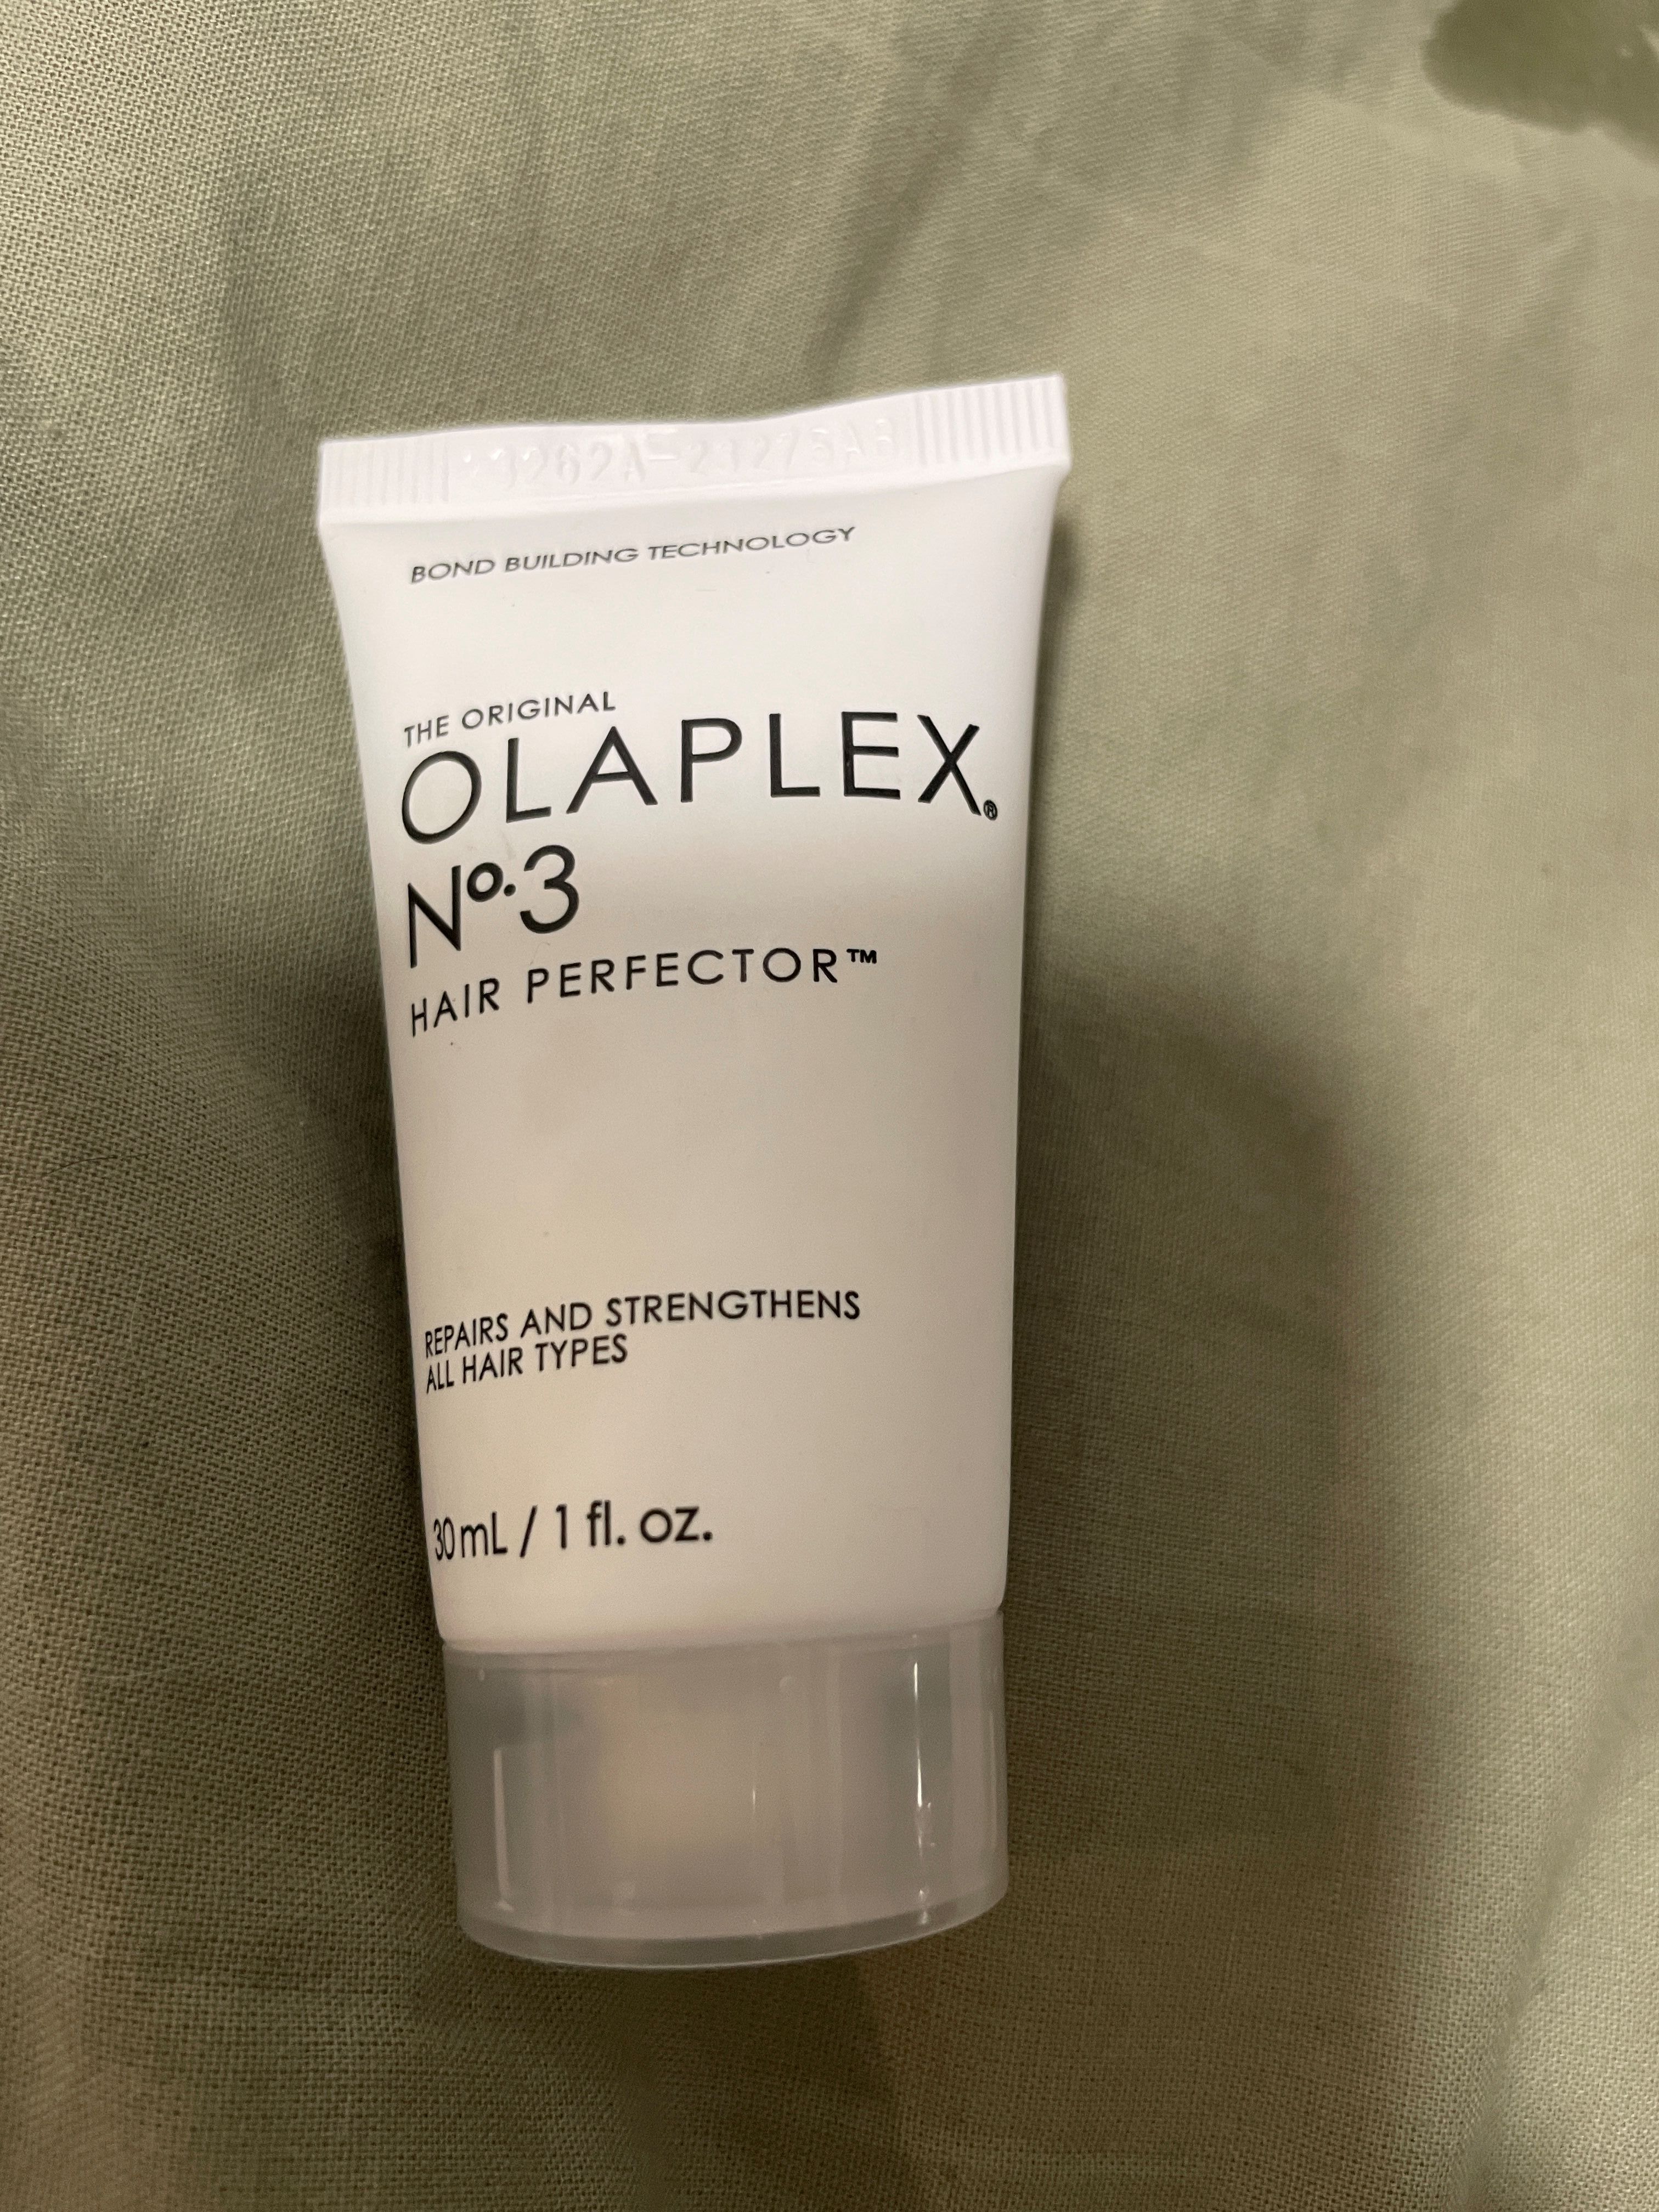 BOND BUILDING TECHNOLOGY
THE ORIGINAL
OLAPLEX®
Nº.3
HAIR PERFECTOR™
REPAIRS AND STRENGTHENS
ALL HAIR TYPES
30mL / 1 fl. oz.